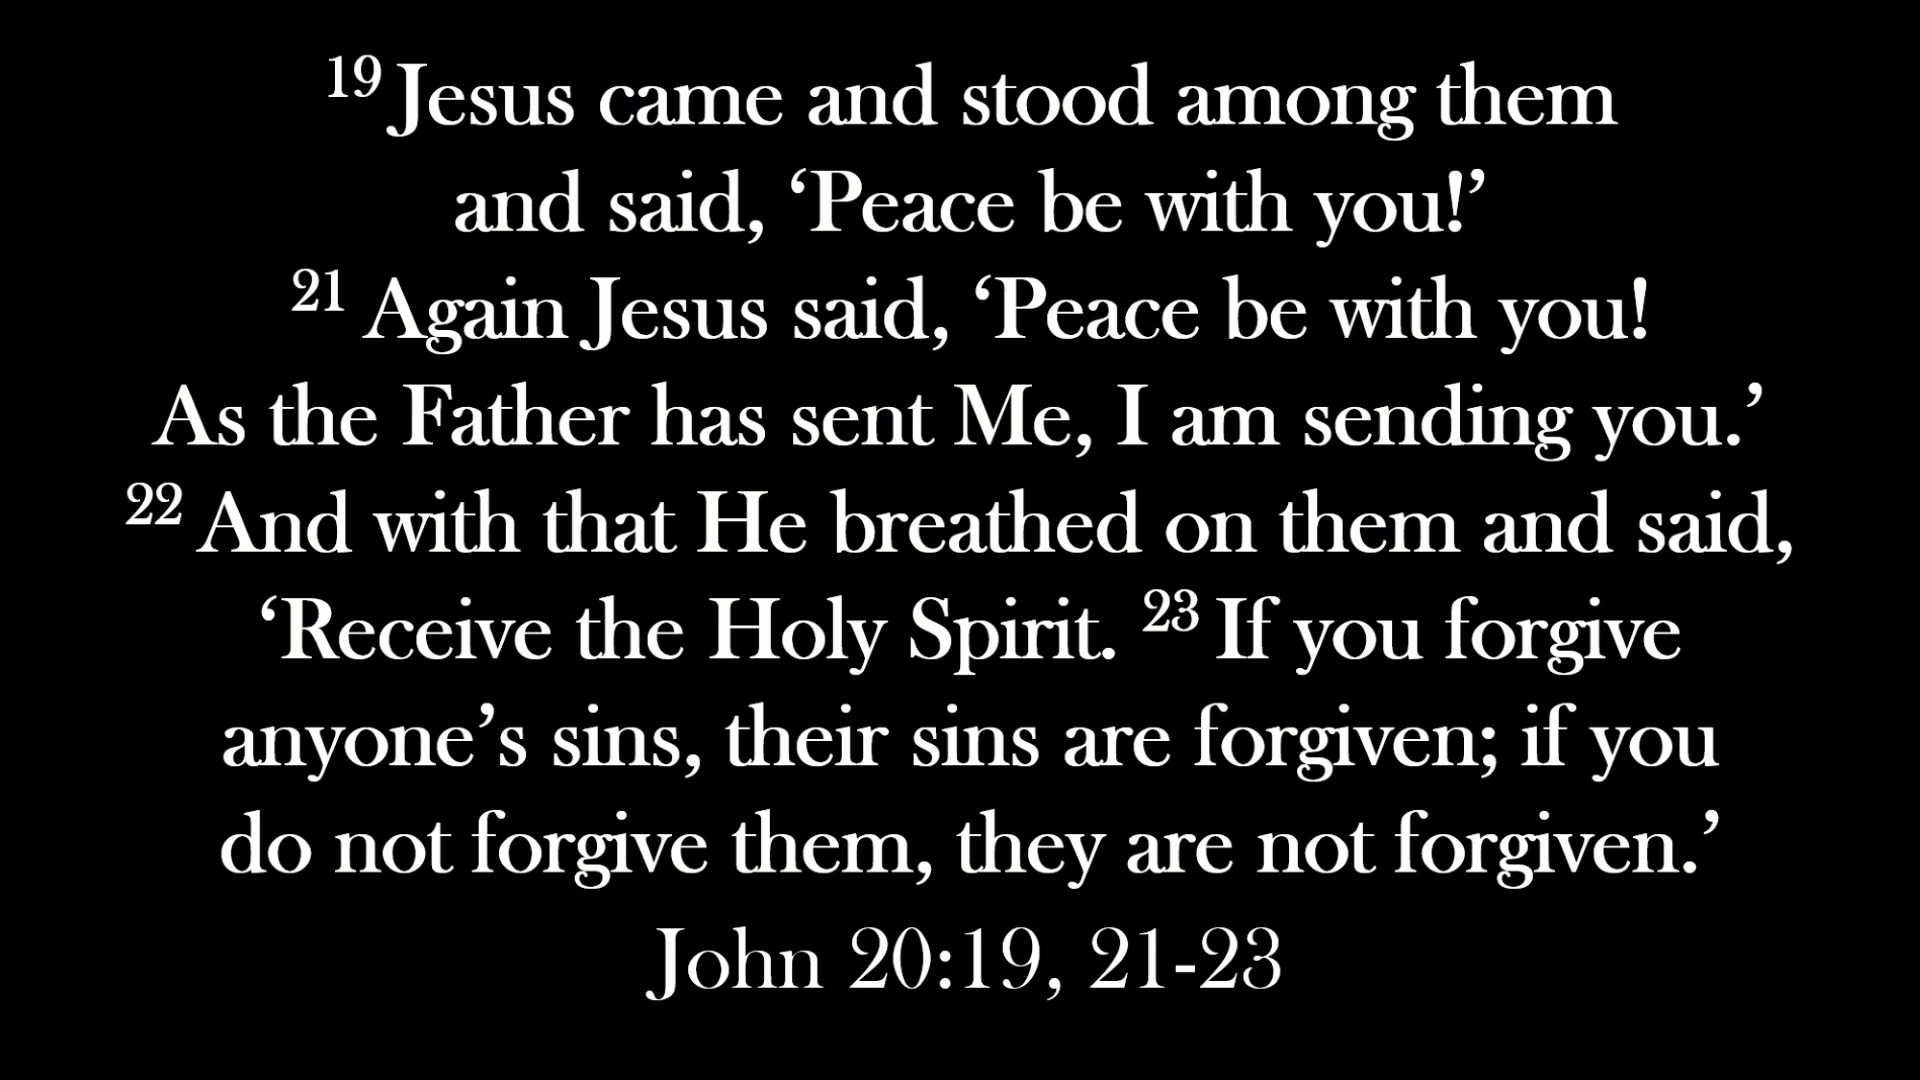 19 Jesus came and stood among them
and said, ‘Peace be with you!’
21 Again Jesus said, ‘Peace be with you!
As the Father has sent Me, I am sending you.’
22 And with that He breathed on them and said,
‘Receive the Holy Spirit. 23 If you forgive
anyone’s sins, their sins are forgiven; if you
do not forgive them, they are not forgiven.’
John 20:19, 21-23